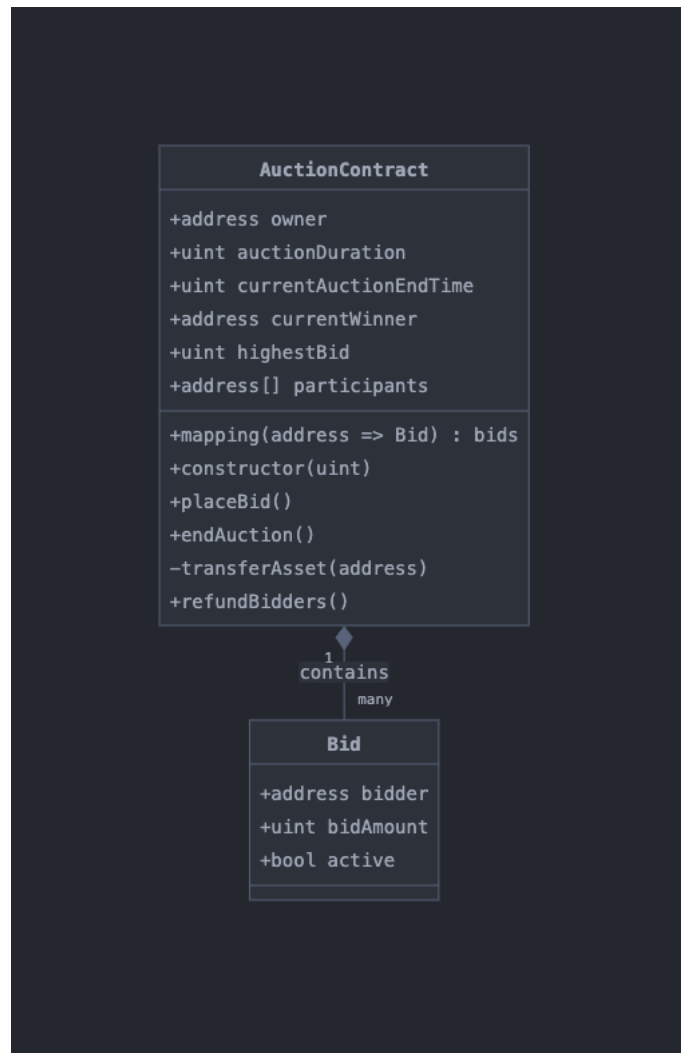 AuctionContract
+address owner
+uint auctionDuration
+uint currentAuctionEndTime
+address currentWinner
+uint highestBid
+address[] participants
+mapping(address => Bid) : bids
+constructor(uint)
+placeBid()
+endAuction()
-transferAsset(address)
+refundBidders()
1
contains
many
Bid
+address bidder
+uint bidAmount
+bool active